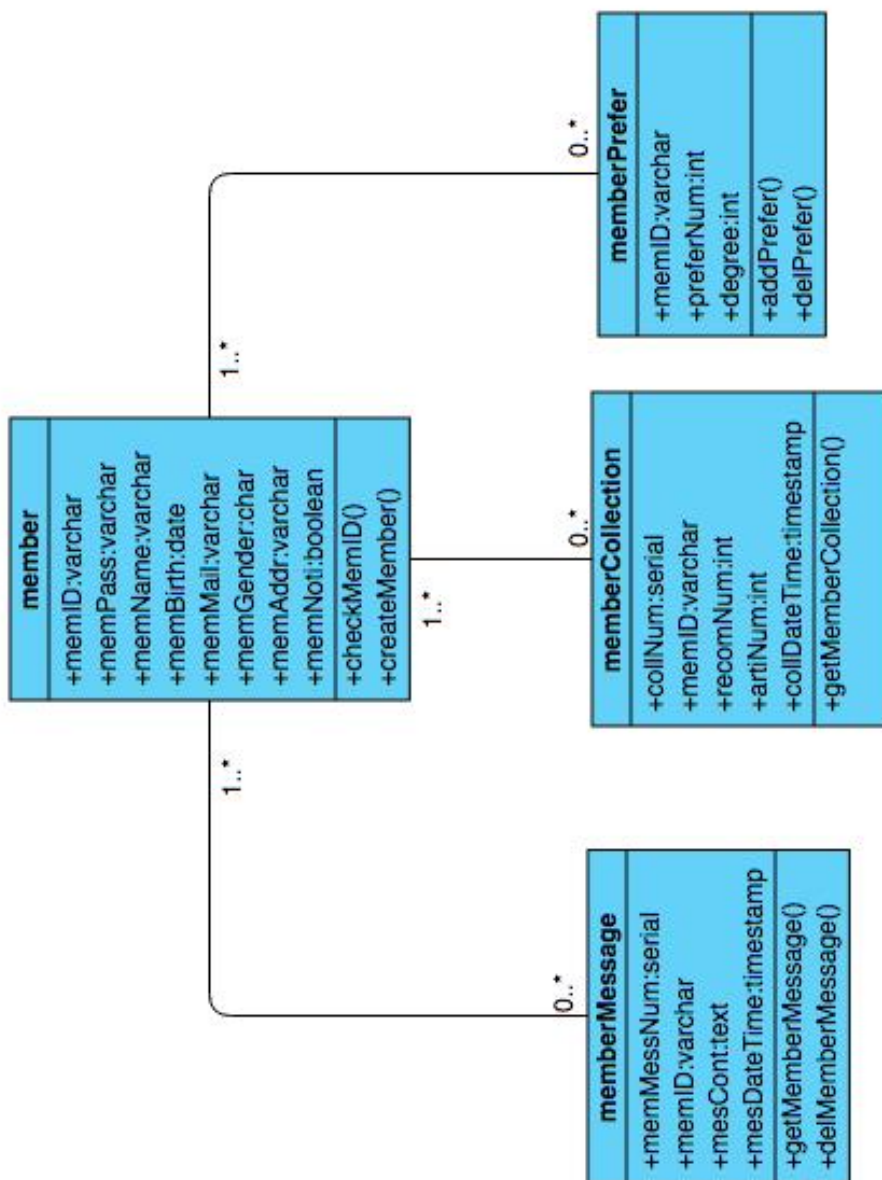 member
+memID:varchar
+memPass:varchar
+memName:varchar
+memBirth:date
+memMail:varchar
+memGender:char
+memAddr:varchar
+memNoti:boolean
+checkMemID()
+createMember()
1..*
1..*
1..*
0..*
0..*
0..*
memberMessage
+memMessNum:serial
+memID:varchar
+mesCont:text
+mesDateTime:timestamp
+getMemberMessage()
+delMemberMessage()
memberCollection
+collNum:serial
+memID:varchar
+recomNum:int
+artiNum:int
+collDateTime:timestamp
+getMemberCollection()
memberPrefer
+memID:varchar
+preferNum:int
+degree:int
+addPrefer()
+delPrefer()